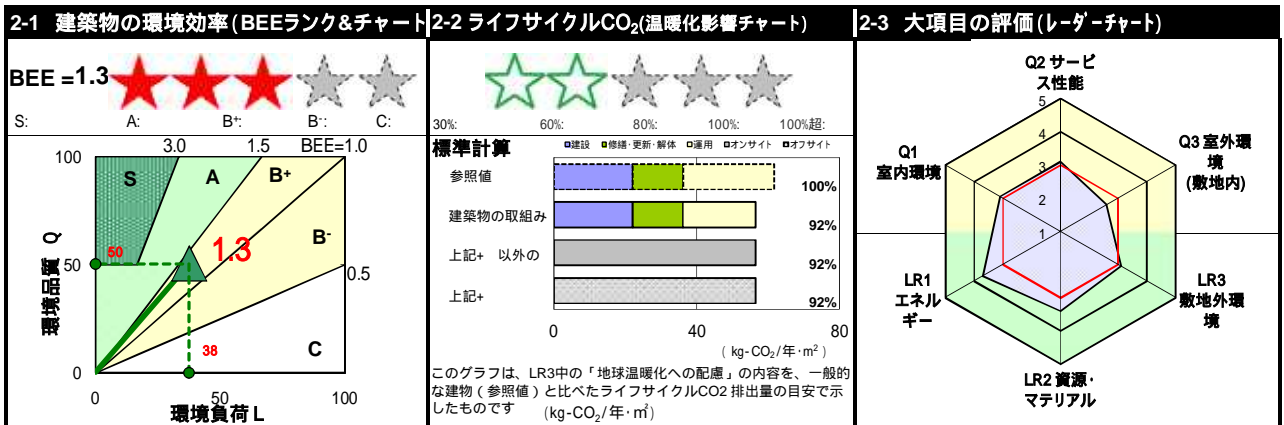 2-1 建築物の環境効率(BEEランク&チャート
BEE =1.3
S: A: B+: B-: C:
3.0 1.5 BEE=1.0
100
S A B+
B-
C
50
1.3
50
0.5
38
0
0 50 100
環境品質 Q
環境負荷 L
2-2 ライフサイクルCO2(温暖化影響チャート)
30%: 60%: 80%: 100%: 100%超:
標準計算
建設 修繕・更新・解体 運用 オンサイト オフサイト
参照値 100%
建築物の取組み 92%
上記+ 以外の 92%
上記+ 92%
0 40 80
( kg-CO2/年・m2 )
このグラフは、LR3中の「地球温暖化への配慮」の内容を、一般的
な建物(参照値)と比べたライフサイクルCO2 排出量の目安で示
したものです (kg-CO2/年・㎡)
2-3 大項目の評価(レーダーチャート)
Q2 サービ
ス性能
5
4
3
2
1
Q1
室内環境
Q3 室外環
境
(敷地内)
LR1
エネル
ギー
LR3
敷地外環
境
LR2 資源・
マテリアル